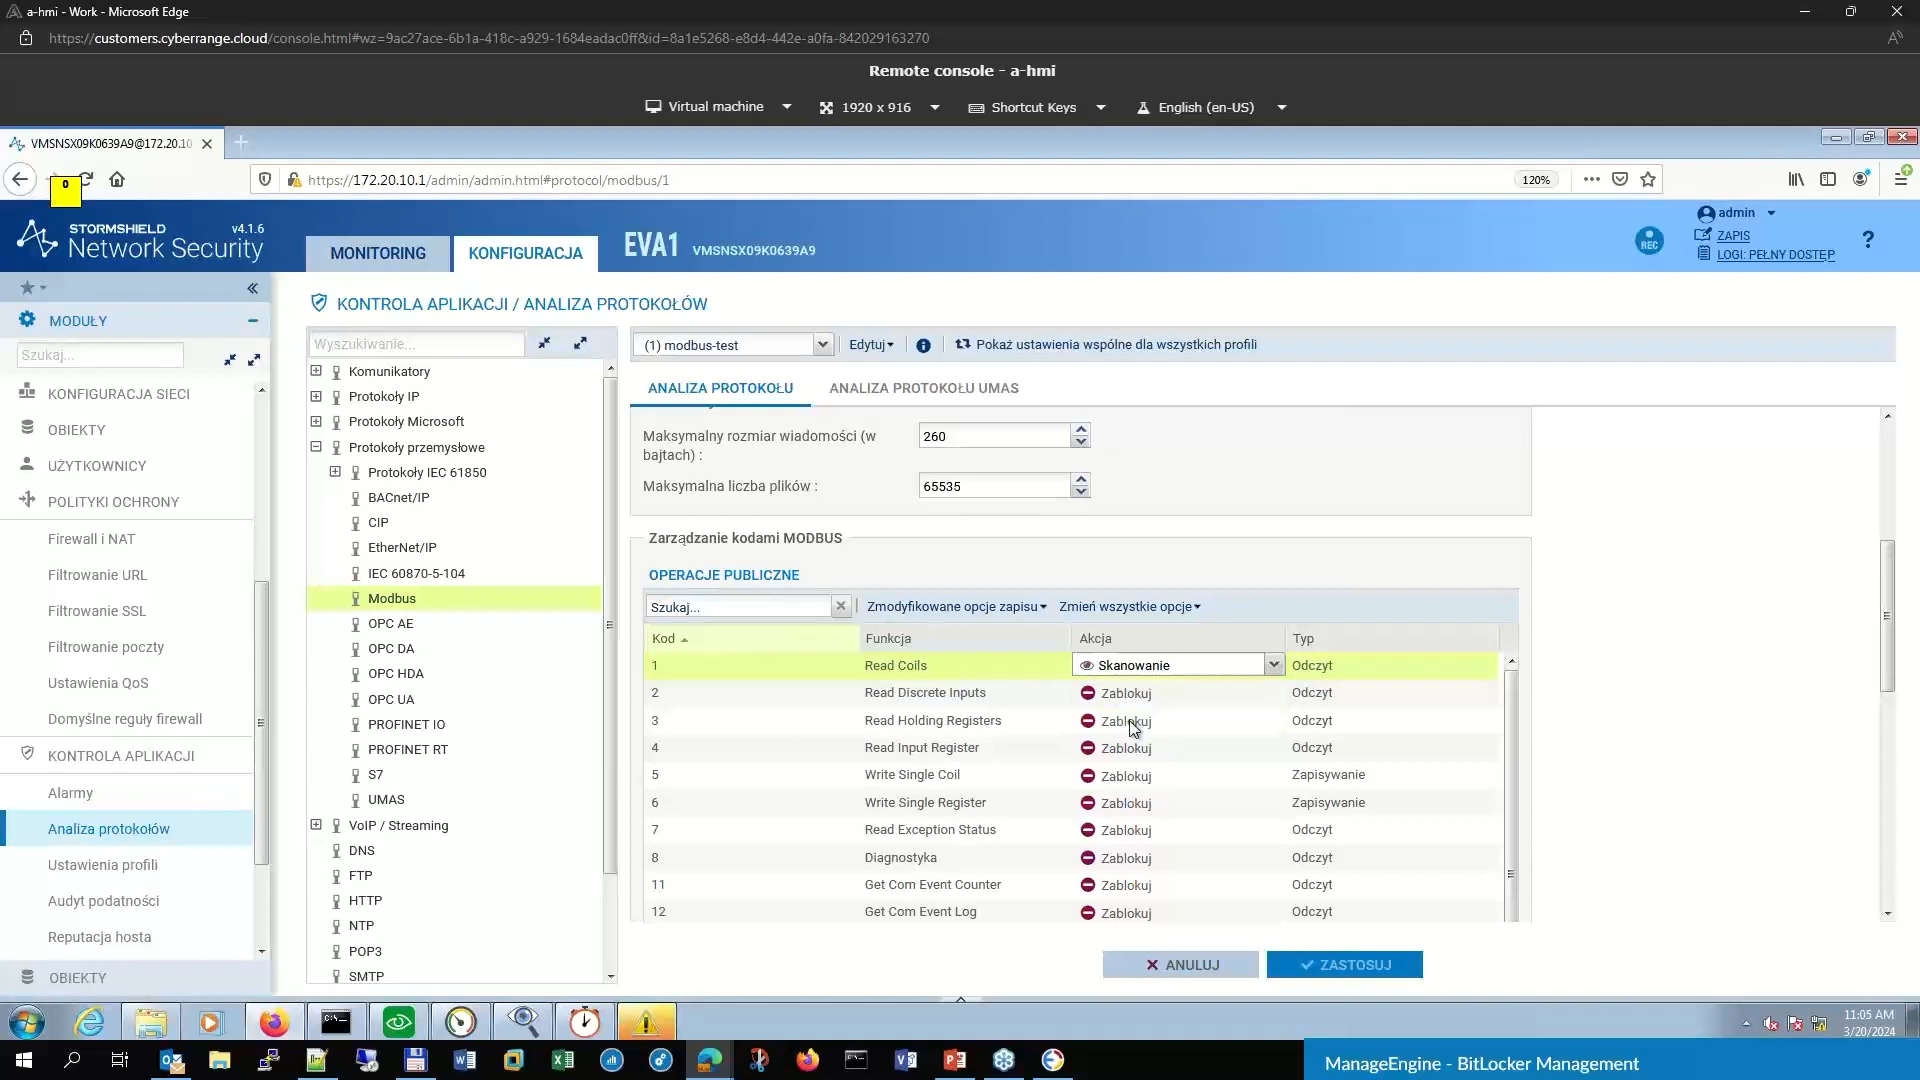 a-hmi - Work - Microsoft Edge
https://customers.cyberrange.cloud/console.html#wz=9ac27ace-6b1a-418c-a929-1684eadac0ff&id=8a1e5268-e8d4-442e-a0fa-842029163270
Remote console - a-hmi
Virtual machine 1920 x 916 Shortcut Keys English (en-US)
VMSNSX09K0639A9@172.20.10
0
https://172.20.10.1/admin/admin.html#protocol/modbus/1
120%
STORMSHIELD v4.1.6
Network Security
MONITORING
KONFIGURACJA
EVA1 VMSNSX09K0639A9
REC
admin
ZAPIS
LOGI: PEŁNY DOSTĘP
?
MODUŁY
Szukaj...
KONFIGURACJA SIECI
OBIEKTY
UŻYTKOWNICY
POLITYKI OCHRONY
Firewall i NAT
Filtrowanie URL
Filtrowanie SSL
Filtrowanie poczty
Ustawienia QoS
Domyślne reguły firewall
KONTROLA APLIKACJI
Alarmy
Analiza protokołów
Ustawienia profili
Audyt podatności
Reputacja hosta
OBIEKTY
KONTROLA APLIKACJI / ANALIZA PROTOKOŁÓW
Wyszukiwanie...
Komunikatory
Protokoły IP
Protokoły Microsoft
Protokoły przemysłowe
Protokoły IEC 61850
BACnet/IP
CIP
EtherNet/IP
IEC 60870-5-104
Modbus
OPC AE
OPC DA
OPC HDA
OPC UA
PROFINET IO
PROFINET RT
S7
UMAS
VoIP / Streaming
DNS
FTP
HTTP
NTP
POP3
SMTP
(1) modbus-test
Edytuj
Pokaż ustawienia wspólne dla wszystkich profili
ANALIZA PROTOKOŁU
ANALIZA PROTOKOŁU UMAS
Maksymalny rozmiar wiadomości (w
bajtach) :
260
Maksymalna liczba plików : 65535
Zarządzanie kodami MODBUS
OPERACJE PUBLICZNE
Szukaj... Zmodyfikowane opcje zapisu Zmień wszystkie opcje
Kod Funkcja Akcja Typ
1 Read Coils Skanowanie Odczyt
2 Read Discrete Inputs Zablokuj Odczyt
3 Read Holding Registers Zablokuj Odczyt
4 Read Input Register Zablokuj Odczyt
5 Write Single Coil Zablokuj Zapisywanie
6 Write Single Register Zablokuj Zapisywanie
7 Read Exception Status Zablokuj Odczyt
8 Diagnostyka Zablokuj Odczyt
11 Get Com Event Counter Zablokuj Odczyt
12 Get Com Event Log Zablokuj Odczyt
ANULUJ
ZASTOSUJ
11:05 AM
3/20/2024
ManageEngine - BitLocker Management